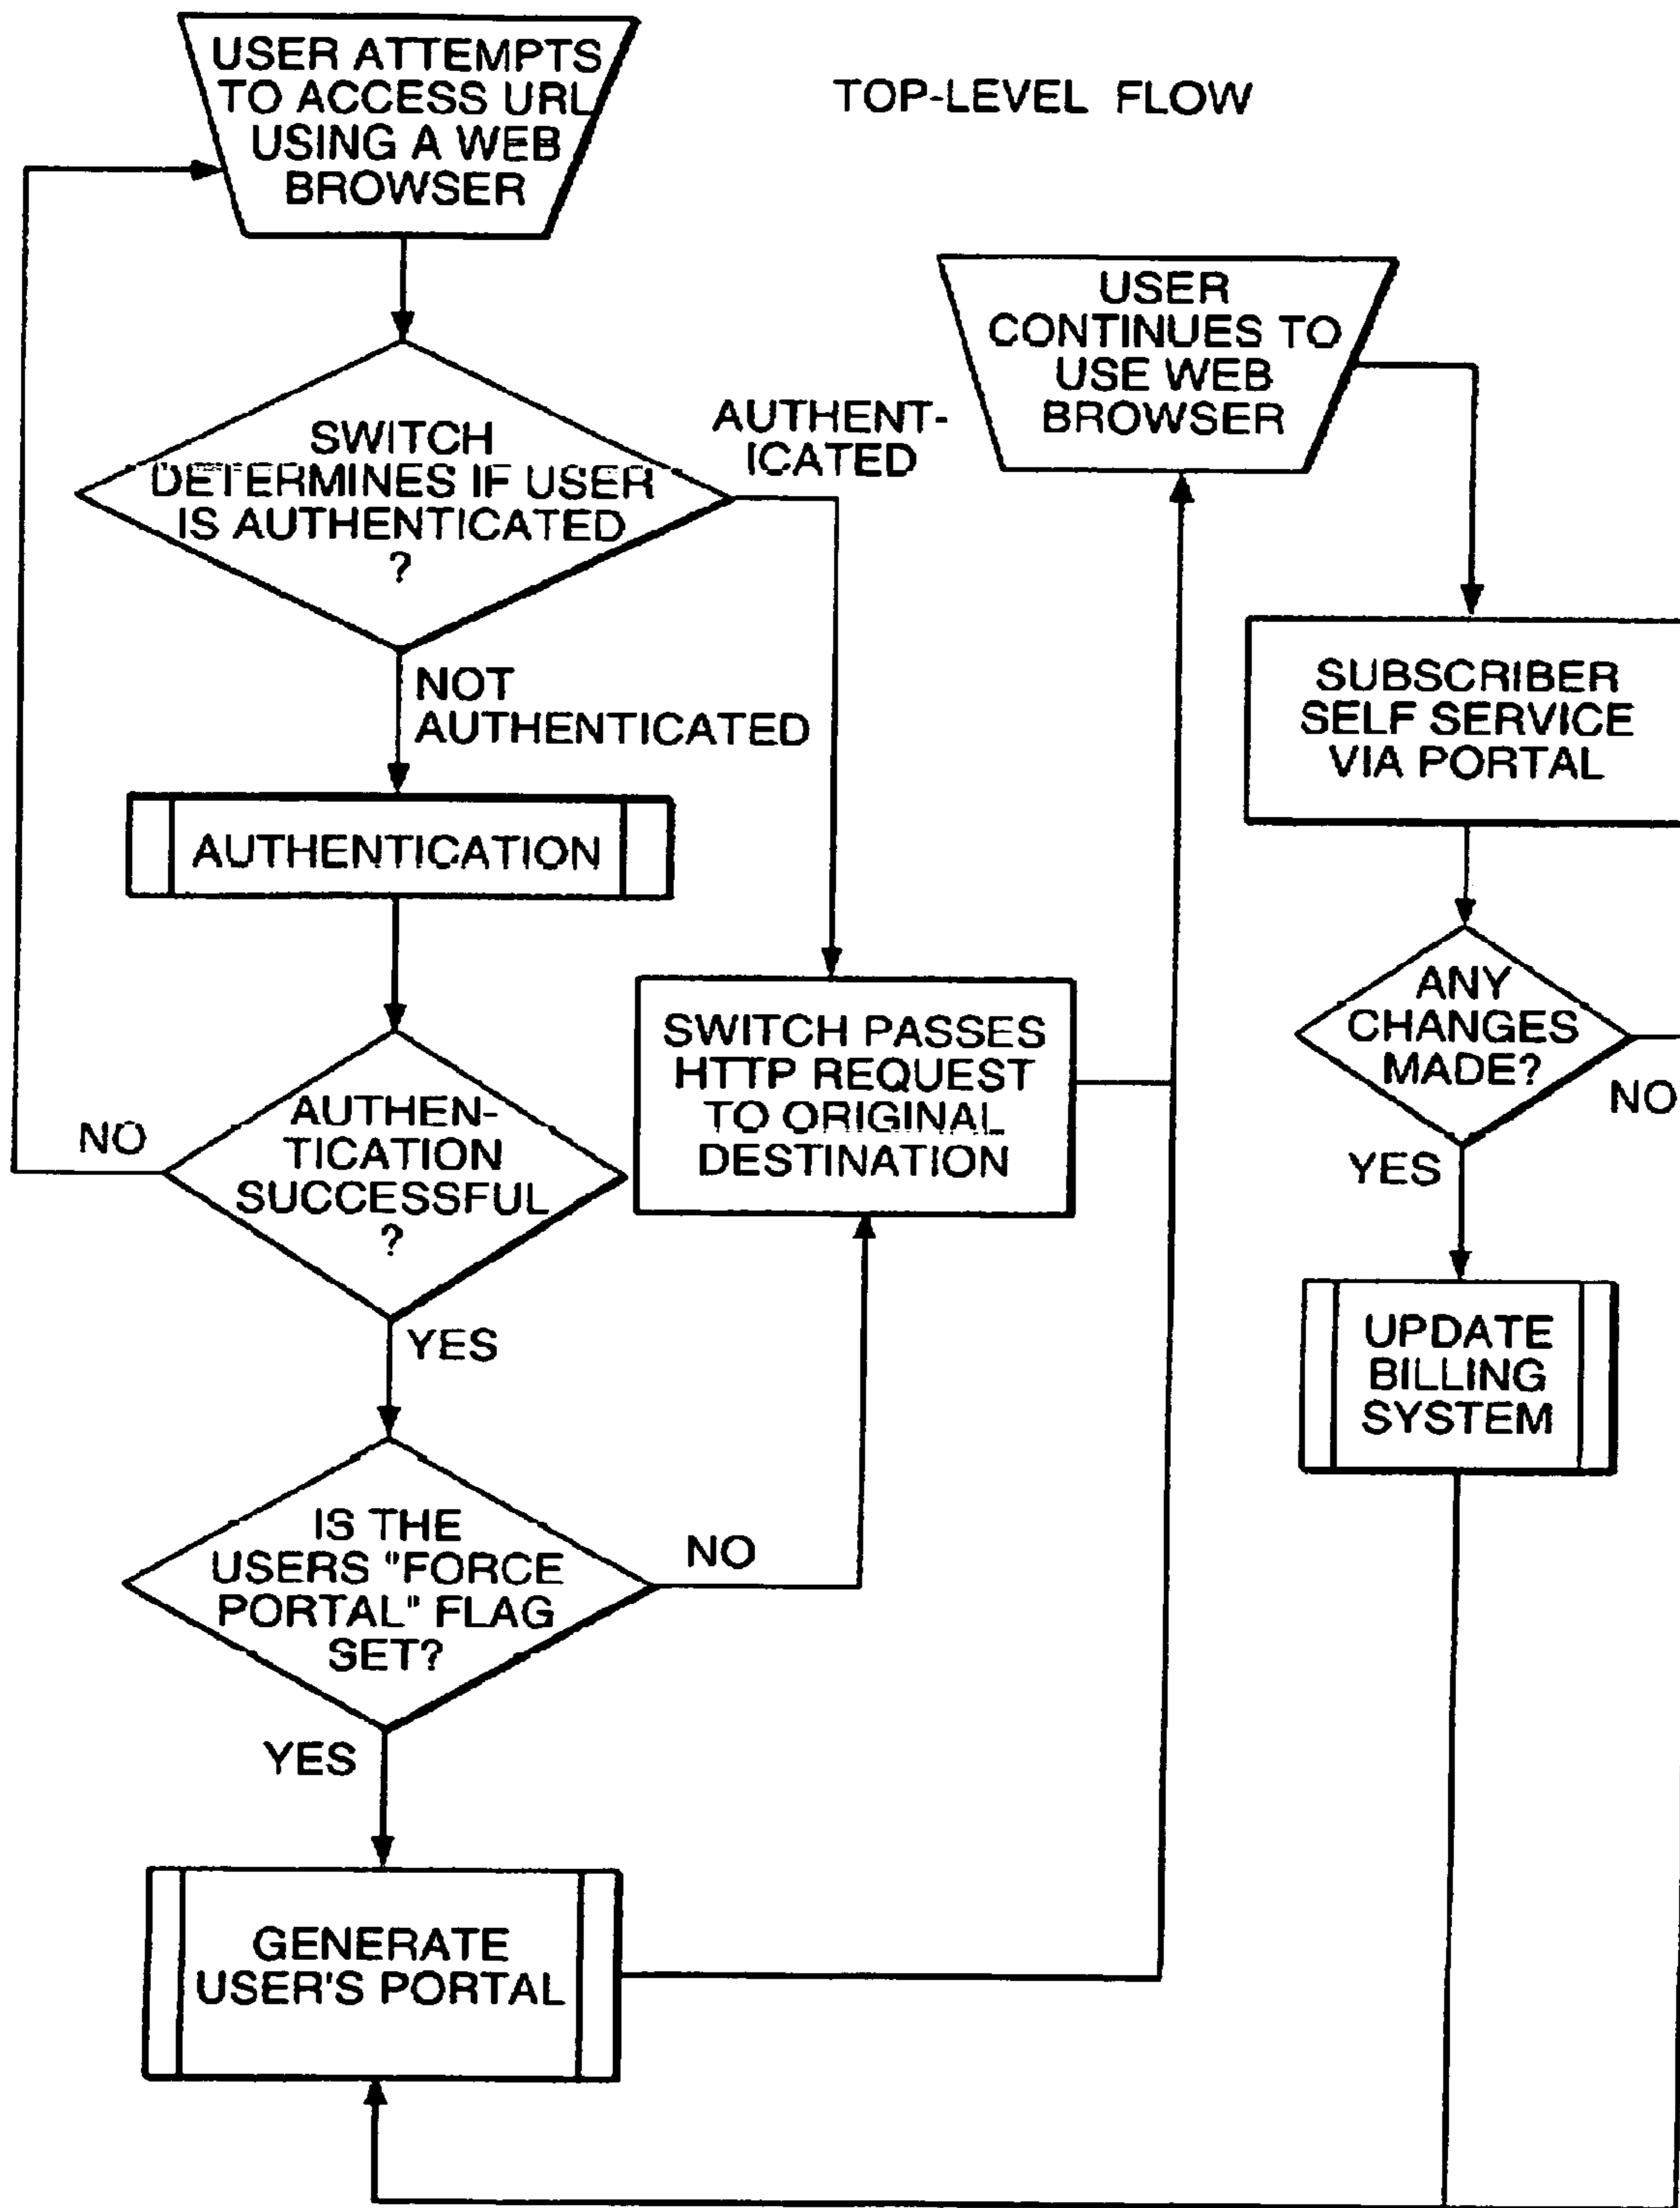 USER ATTEMPTS
TO ACCESS URL
USING A WEB
BROWSER
TOP-LEVEL FLOW
SWITCH
DETERMINES IF USER
IS AUTHENTICATED
?
AUTHENT-
ICATED
NOT
AUTHENTICATED
AUTHENTICATION
AUTHEN-
TICATION
SUCCESSFUL
?
NO
YES
IS THE
USERS "FORCE
PORTAL" FLAG
SET?
NO
YES
GENERATE
USER'S PORTAL
SWITCH PASSES
HTTP REQUEST
TO ORIGINAL
DESTINATION
USER
CONTINUES TO
USE WEB
BROWSER
SUBSCRIBER
SELF SERVICE
VIA PORTAL
ANY
CHANGES
MADE?
NO
YES
UPDATE
BILLING
SYSTEM